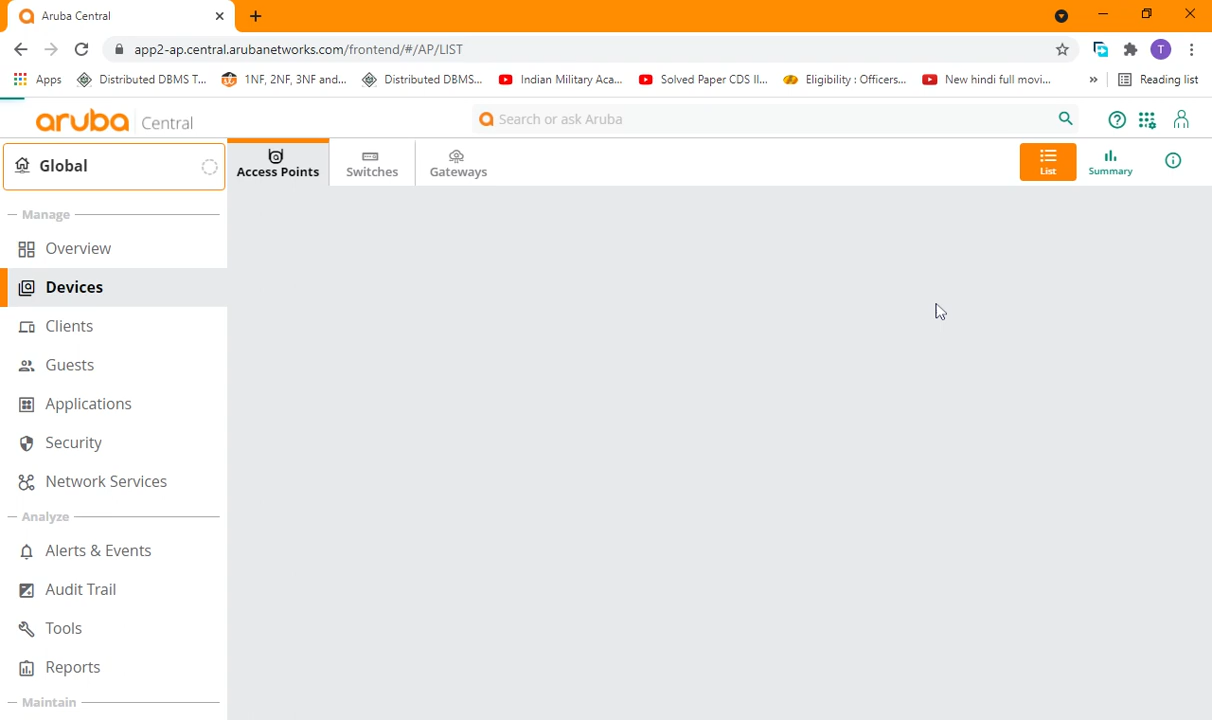 Aruba Central
app2-ap.central.arubanetworks.com/frontend/#/AP/LIST
T
Apps
Distributed DBMS T...
1NF, 2NF, 3NF and...
Distributed DBMS...
Indian Military Aca...
Solved Paper CDS II...
Eligibility : Officers...
New hindi full movi...
»
Reading list
aruba Central
Search or ask Aruba
Global
Access Points
Switches
Gateways
List
Summary
Manage
Overview
Devices
Clients
Guests
Applications
Security
Network Services
Analyze
Alerts & Events
Audit Trail
Tools
Reports
Maintain